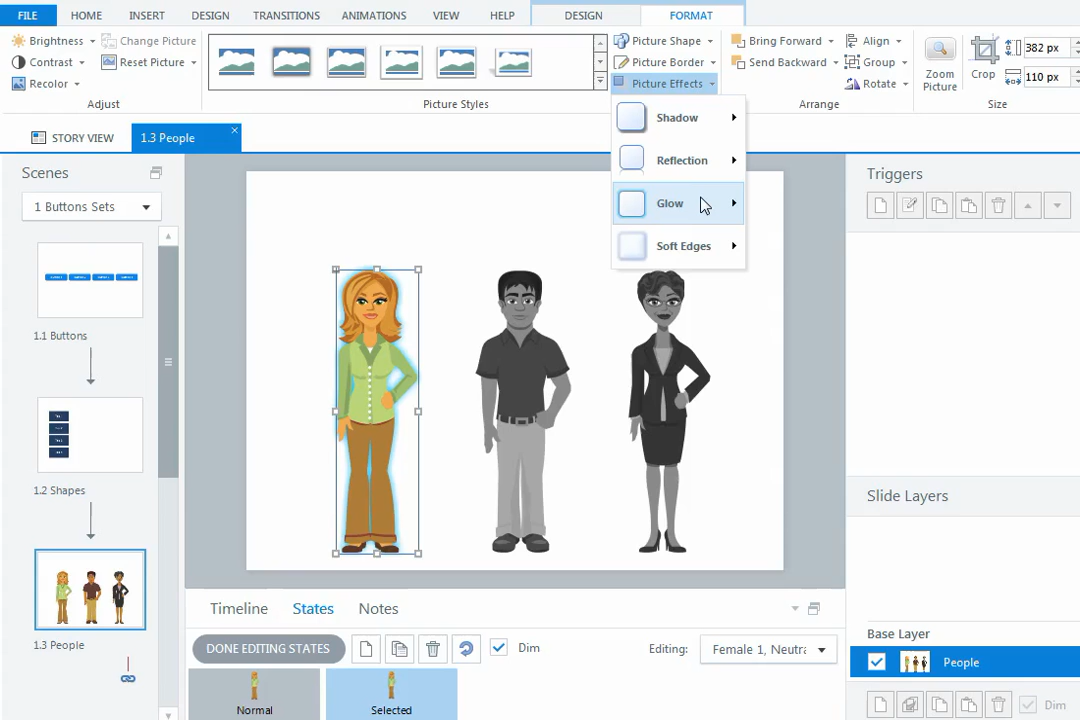 FILE HOME INSERT DESIGN TRANSITIONS ANIMATIONS VIEW HELP DESIGN FORMAT
Brightness Change Picture
Contrast Reset Picture
Recolor
Adjust
Picture Styles
Picture Shape
Picture Border
Picture Effects
Bring Forward Align
Send Backward Group
Rotate
Arrange
Zoom
Picture
Crop
382 px
110 px
Size
Shadow
Reflection
Glow
Soft Edges
STORY VIEW 1.3 People
Scenes
1 Buttons Sets
1.1 Buttons
1.2 Shapes
1.3 People
Triggers
Slide Layers
Base Layer
People
Dim
Timeline States Notes
DONE EDITING STATES Dim Editing: Female 1, Neutra
Normal Selected